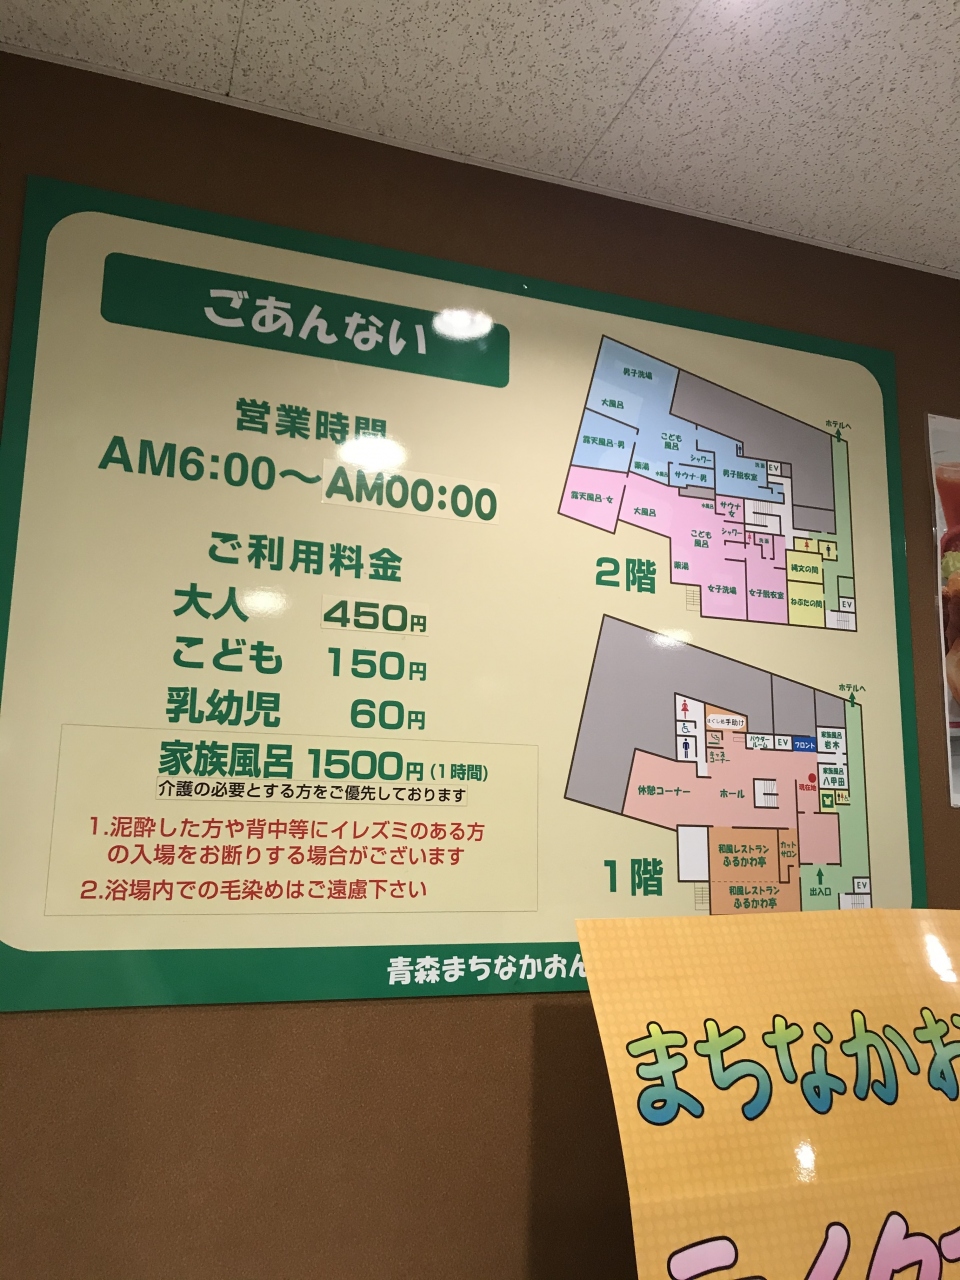 ごあんない
営業時間
AM6:00～AM00:00
ご利用料金
大人 450円
こども 150円
乳幼児 60円
家族風呂 1500円(1時間)
介護の必要とする方をご優先しております
1.泥酔した方や背中等にイレズミのある方
の入場をお断りする場合がございます
2.浴場内での毛染めはご遠慮下さい
男子洗場
大風呂
ホテルへ
露天風呂・男
こども
風呂
シャワー
薬湯
サウナ・男
男子脱衣室
EV
露天風呂・女
大風呂
サウナ
女
こども
風呂
シャワー
薬湯
女子洗場
女子脱衣室
縄文の間
ねぶたの間
EV
2階
ホテルへ
手助け
キッズ
コーナー
パウダー
ルーム
EV
フロント
家族風呂
岩木
家族風呂
八甲田
現在地
休憩コーナー
ホール
和風レストラン
ふるかわ亭
カット
サロン
和風レストラン
ふるかわ亭
出入口
EV
1階
青森まちなかおん
まちなかお